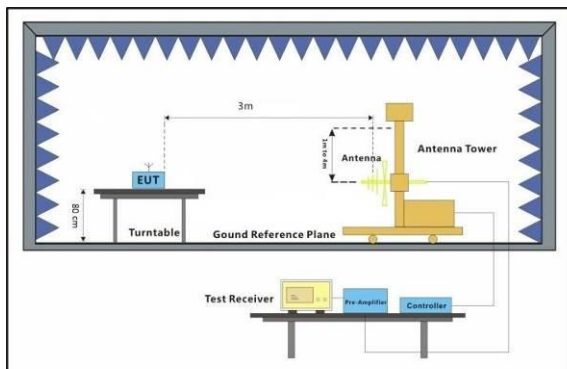 3m
1m to 4m
Antenna
Antenna Tower
EUT
80 cm
Turntable
Gound Reference Plane
Test Receiver
Pre-Amplifier
Controller